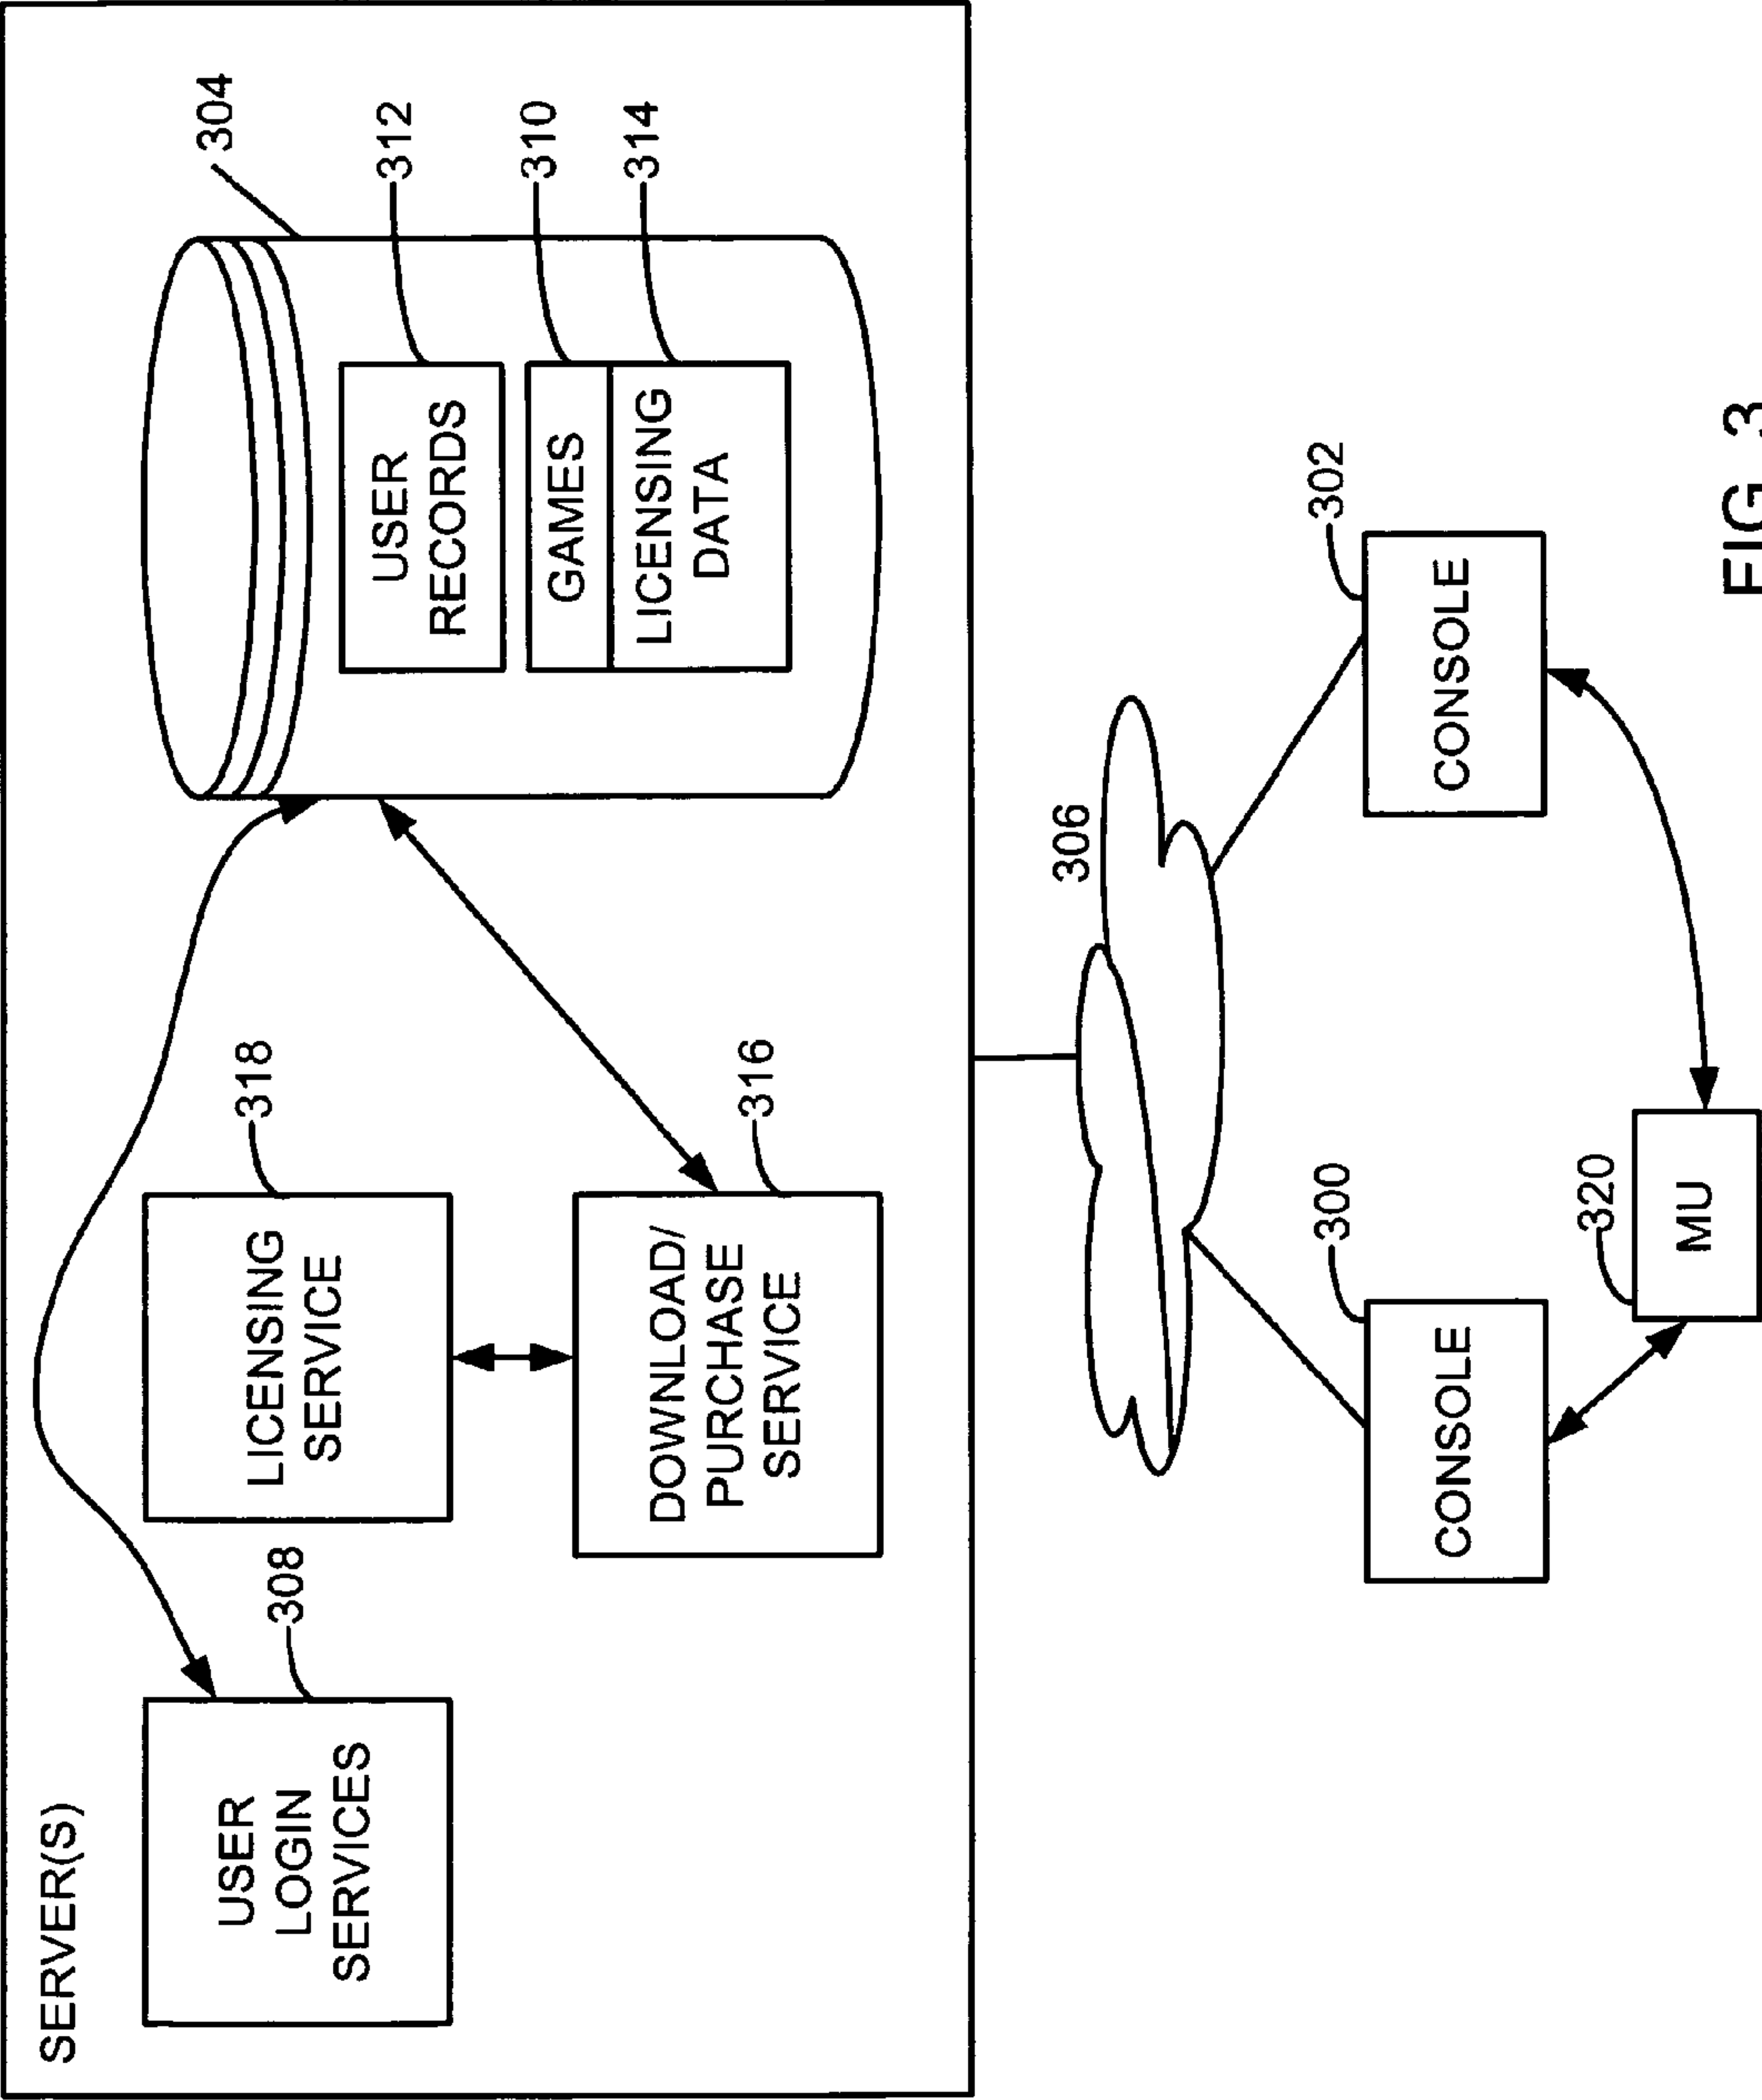 SERVER(S)
304
USER
LOGIN
SERVICES
308
LICENSING
SERVICE
318
DOWNLOAD/
PURCHASE
SERVICE
316
USER
RECORDS
312
GAMES
310
LICENSING
DATA
314
306
CONSOLE
300
CONSOLE
302
MU
320
FIG. 3